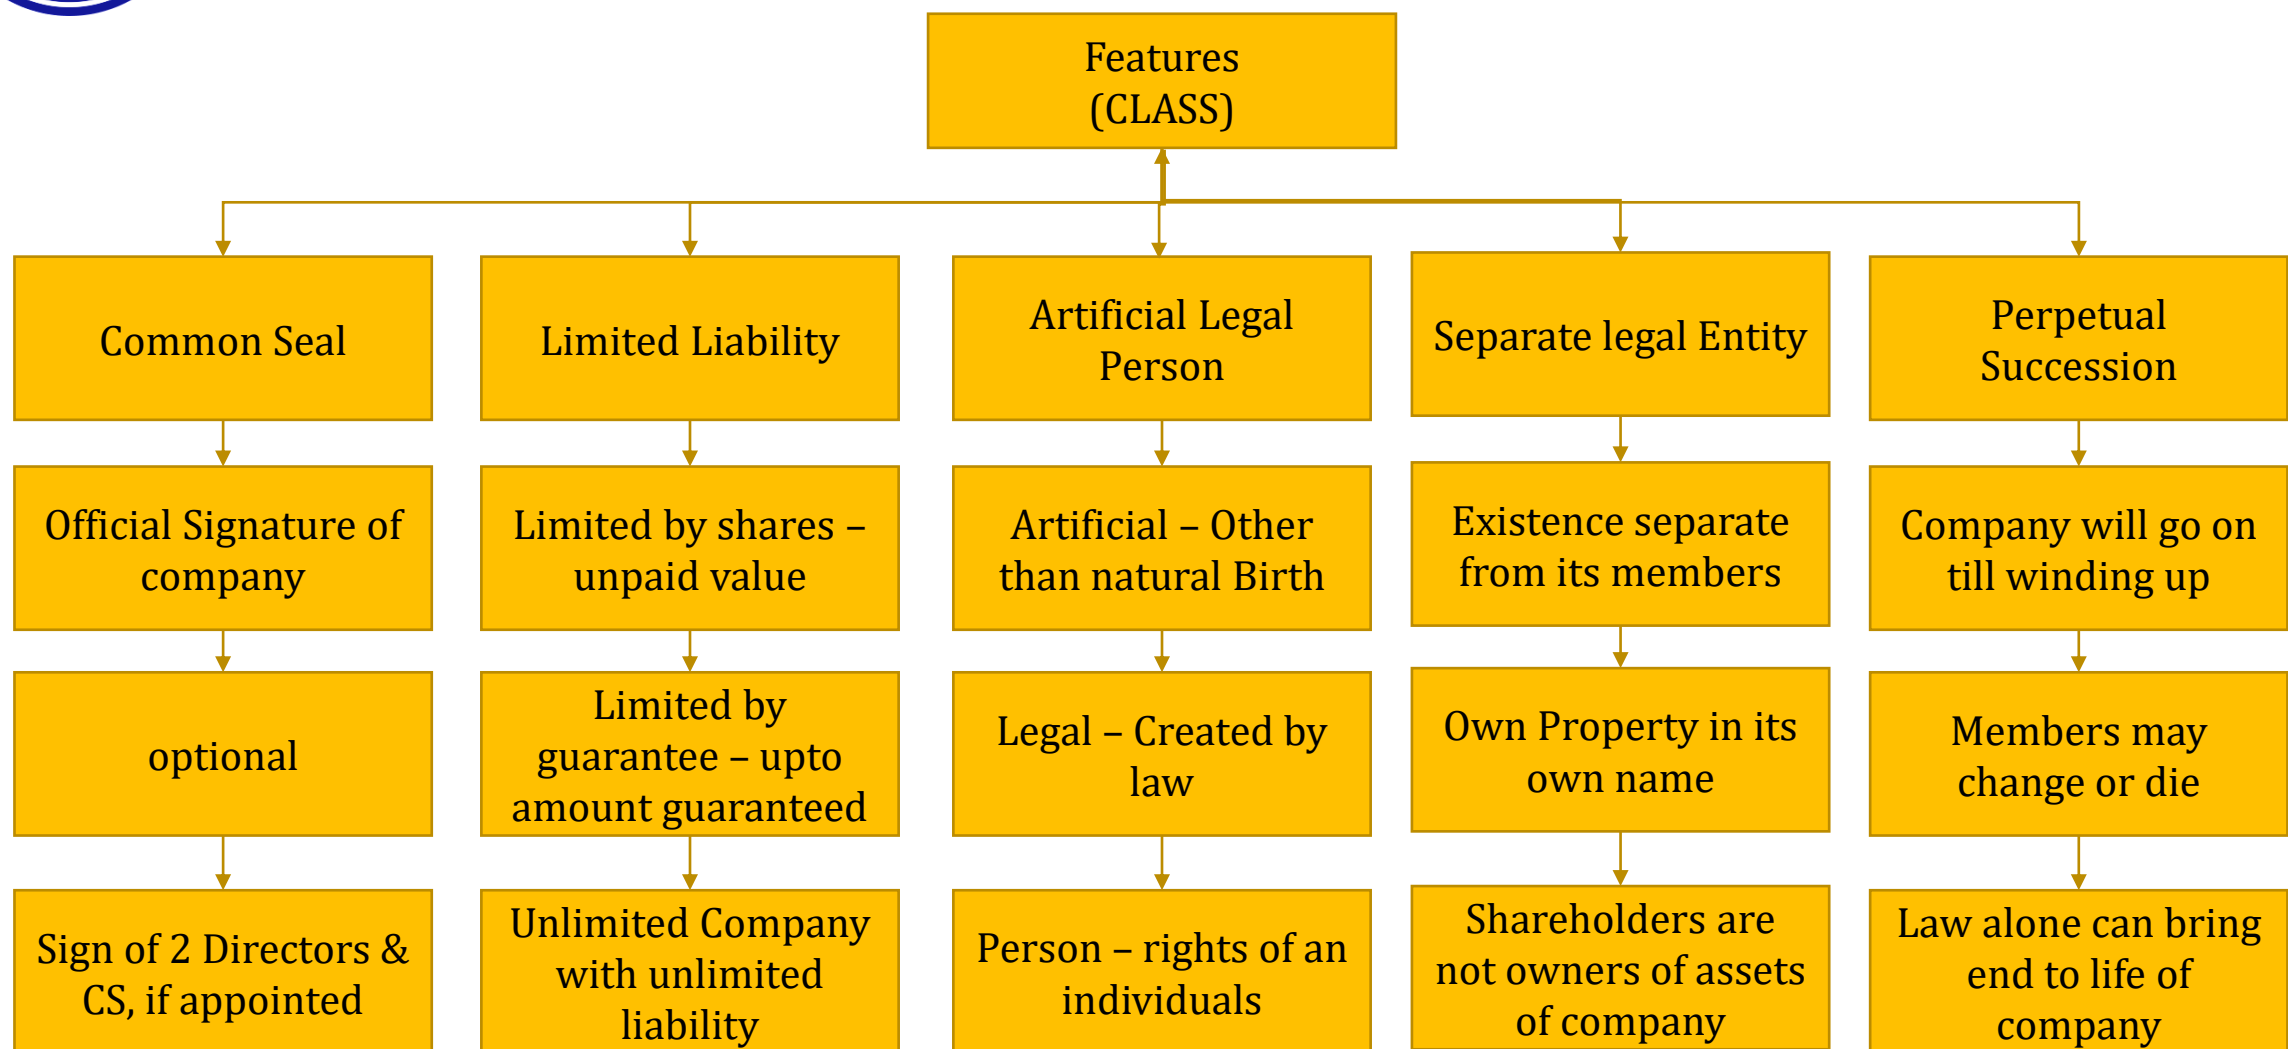 Features
(CLASS)
Common Seal
Limited Liability
Artificial Legal
Person
Separate legal Entity
Perpetual
Succession
Official Signature of
company
Limited by shares –
unpaid value
Artificial – Other
than natural Birth
Existence separate
from its members
Company will go on
till winding up
optional
Limited by
guarantee – upto
amount guaranteed
Legal – Created by
law
Own Property in its
own name
Members may
change or die
Sign of 2 Directors &
CS, if appointed
Unlimited Company
with unlimited
liability
Person – rights of an
individuals
Shareholders are
not owners of assets
of company
Law alone can bring
end to life of
company